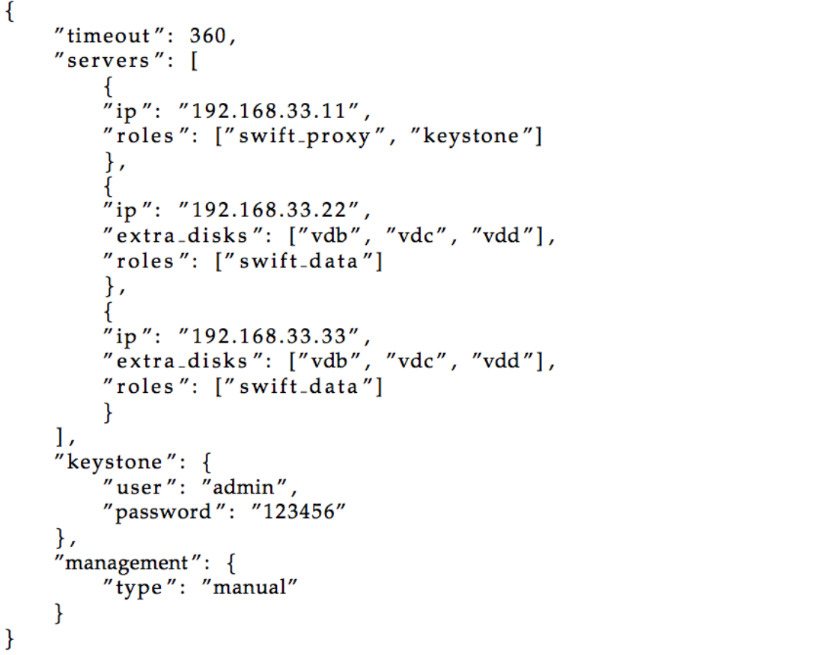 {
"timeout": 360,
"servers": [
{
"ip": "192.168.33.11",
"roles": ["swift_proxy", "keystone"]
},
{
"ip": "192.168.33.22",
"extra_disks": ["vdb", "vdc", "vdd"],
"roles": ["swift_data"]
},
{
"ip": "192.168.33.33",
"extra_disks": ["vdb", "vdc", "vdd"],
"roles": ["swift_data"]
}
],
"keystone": {
"user": "admin",
"password": "123456"
},
"management": {
"type": "manual"
}
}